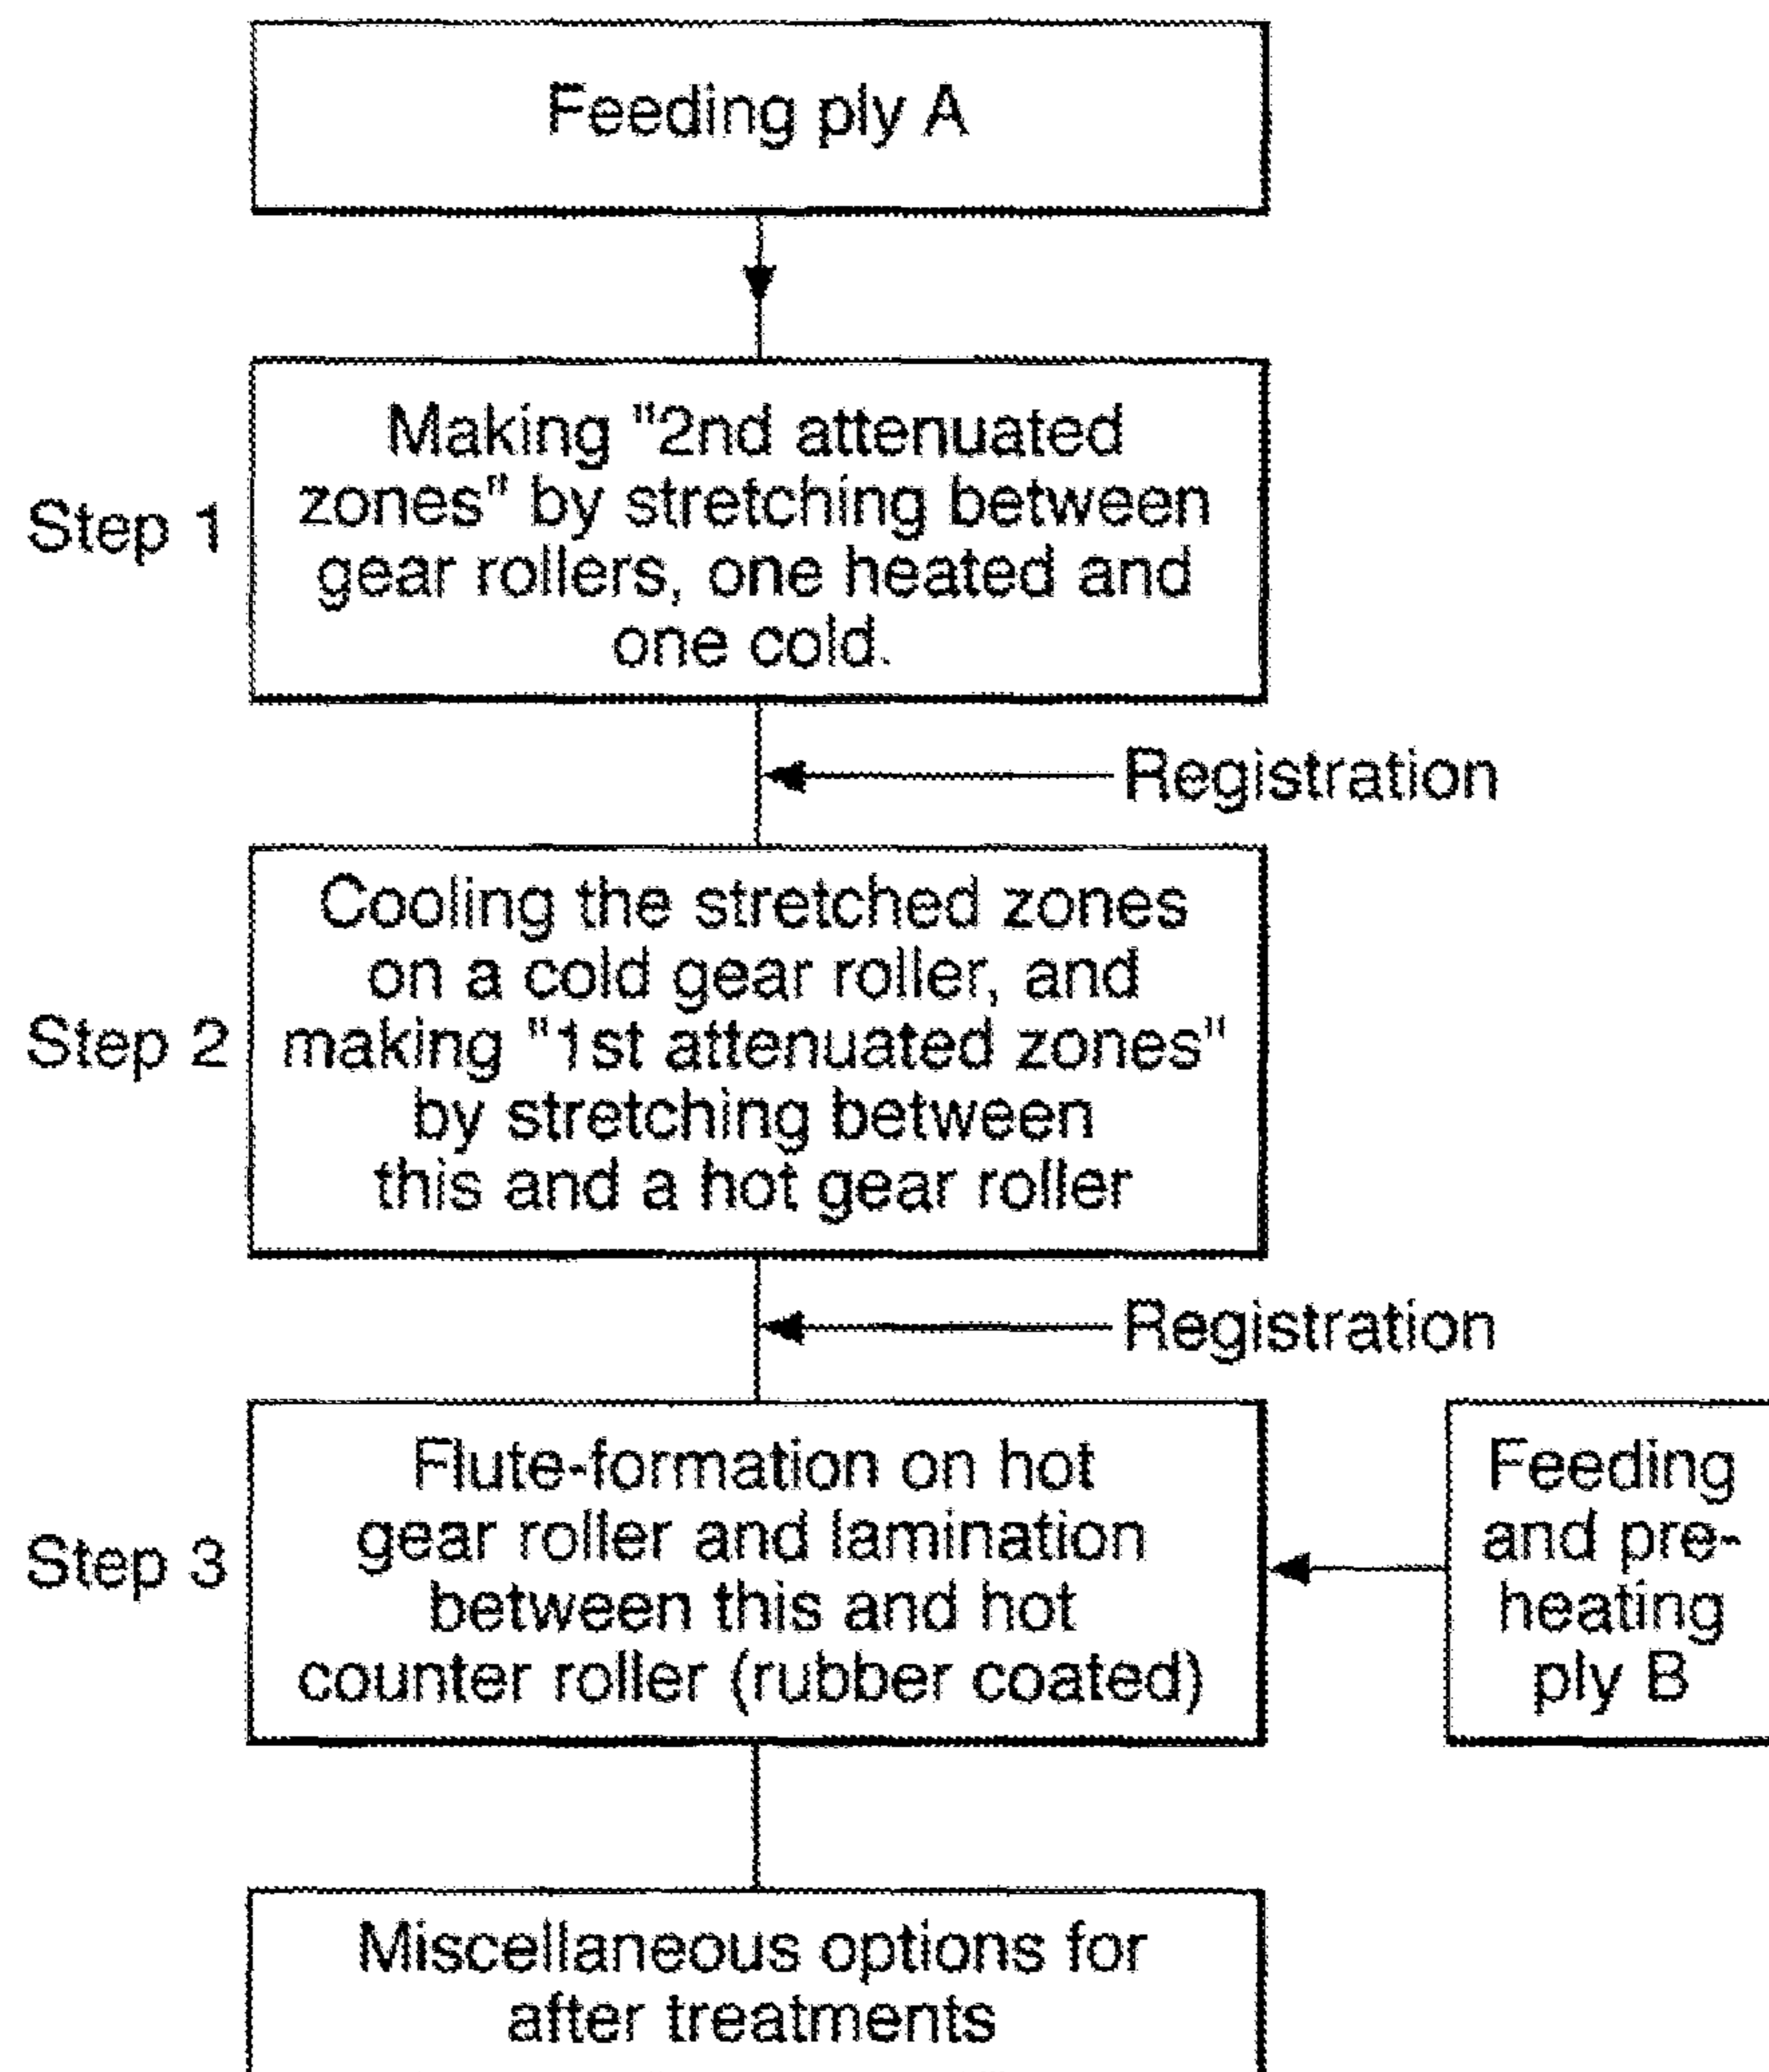 Feeding ply A
Step 1
Making "2nd attenuated
zones" by stretching between
gear rollers, one heated and
one cold.
Registration
Step 2
Cooling the stretched zones
on a cold gear roller, and
making "1st attenuated zones"
by stretching between
this and a hot gear roller
Registration
Step 3
Flute-formation on hot
gear roller and lamination
between this and hot
counter roller (rubber coated)
Feeding
and pre-
heating
ply B
Miscellaneous options for
after treatments